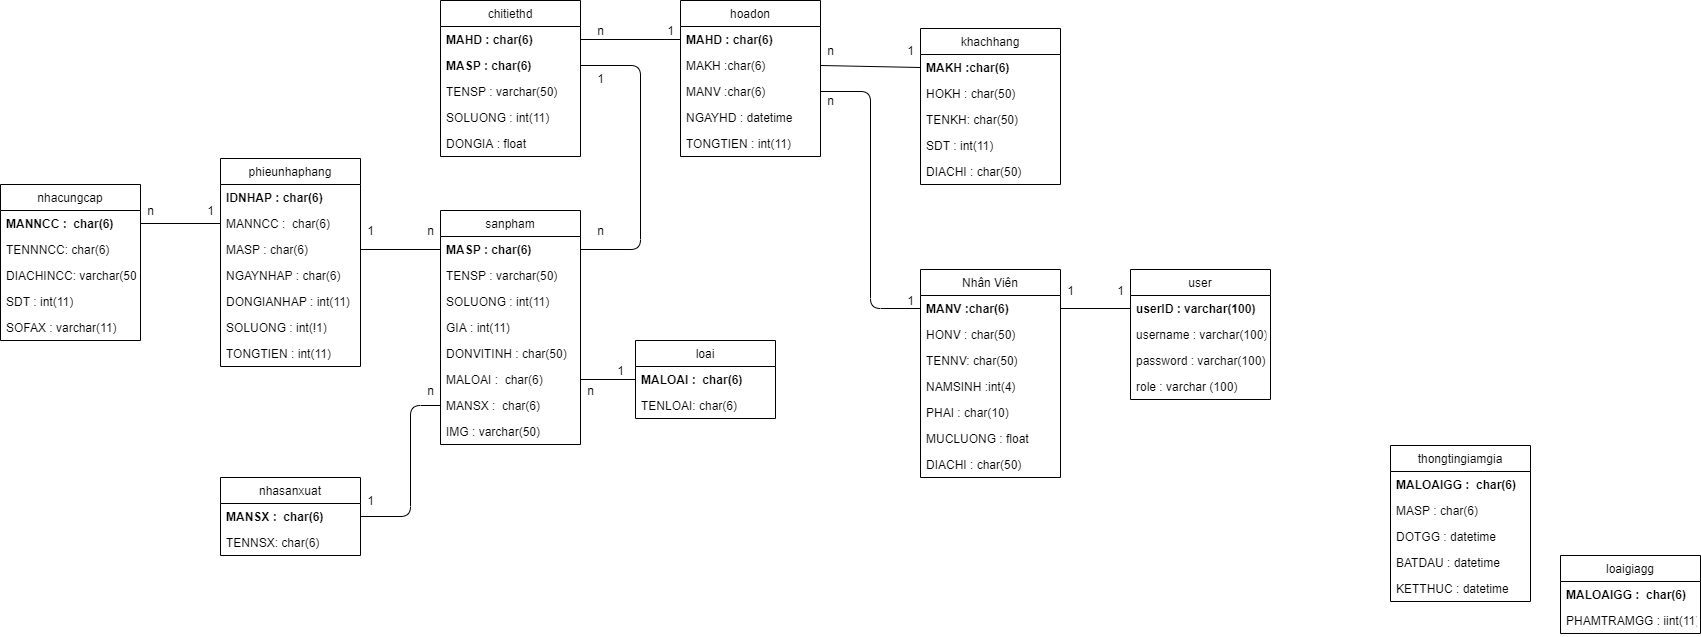 chitiethd
MAHD : char(6)
MASP : char(6)
TENSP : varchar(50)
SOLUONG : int(11)
DONGIA : float
n
1
1
hoadon
MAHD : char(6)
MAKH :char(6)
MANV :char(6)
NGAYHD : datetime
TONGTIEN : int(11)
n
1
n
khachhang
MAKH :char(6)
HOKH : char(50)
TENKH: char(50)
SDT : int(11)
DIACHI : char(50)
nhacungcap
MANNCC :  char(6)
TENNNCC: char(6)
DIACHINCC: varchar(50
SDT : int(11)
SOFAX : varchar(11)
n
1
phieunhaphang
IDNHAP : char(6)
MANNCC :  char(6)
MASP : char(6)
NGAYNHAP : char(6)
DONGIANHAP : int(11)
SOLUONG : int(!1)
TONGTIEN : int(11)
1
n
sanpham
MASP : char(6)
TENSP : varchar(50)
SOLUONG : int(11)
GIA : int(11)
DONVITINH : char(50)
MALOAI :  char(6)
MANSX :  char(6)
IMG : varchar(50)
n
1
n
loai
MALOAI :  char(6)
TENLOAI: char(6)
n
1
nhasanxuat
MANSX :  char(6)
TENNSX: char(6)
1
Nhân Viên
MANV :char(6)
HONV : char(50)
TENNV: char(50)
NAMSINH :int(4)
PHAI : char(10)
MUCLUONG : float
DIACHI : char(50)
1
1
user
userID : varchar(100)
username : varchar(100)
password : varchar(100)
role : varchar (100)
thongtingiamgia
MALOAIGG :  char(6)
MASP : char(6)
DOTGG : datetime
BATDAU : datetime
KETTHUC : datetime
loaigiagg
MALOAIGG :  char(6)
PHAMTRAMGG : iint(11